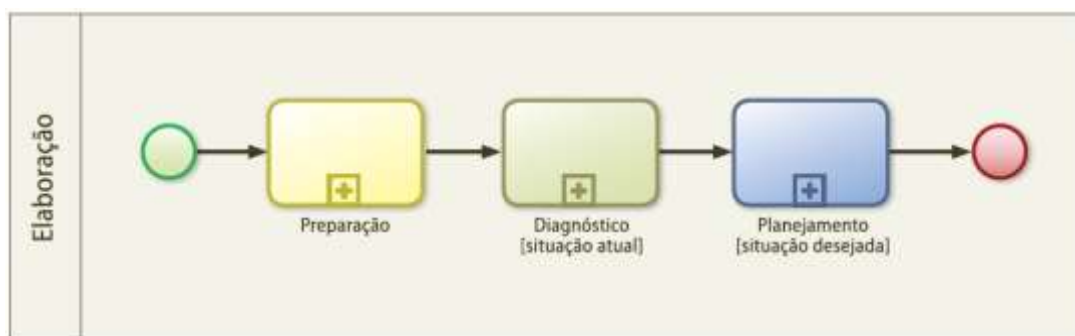 Elaboração
Preparação
Diagnóstico
[situação atual]
Planejamento
[situação desejada]